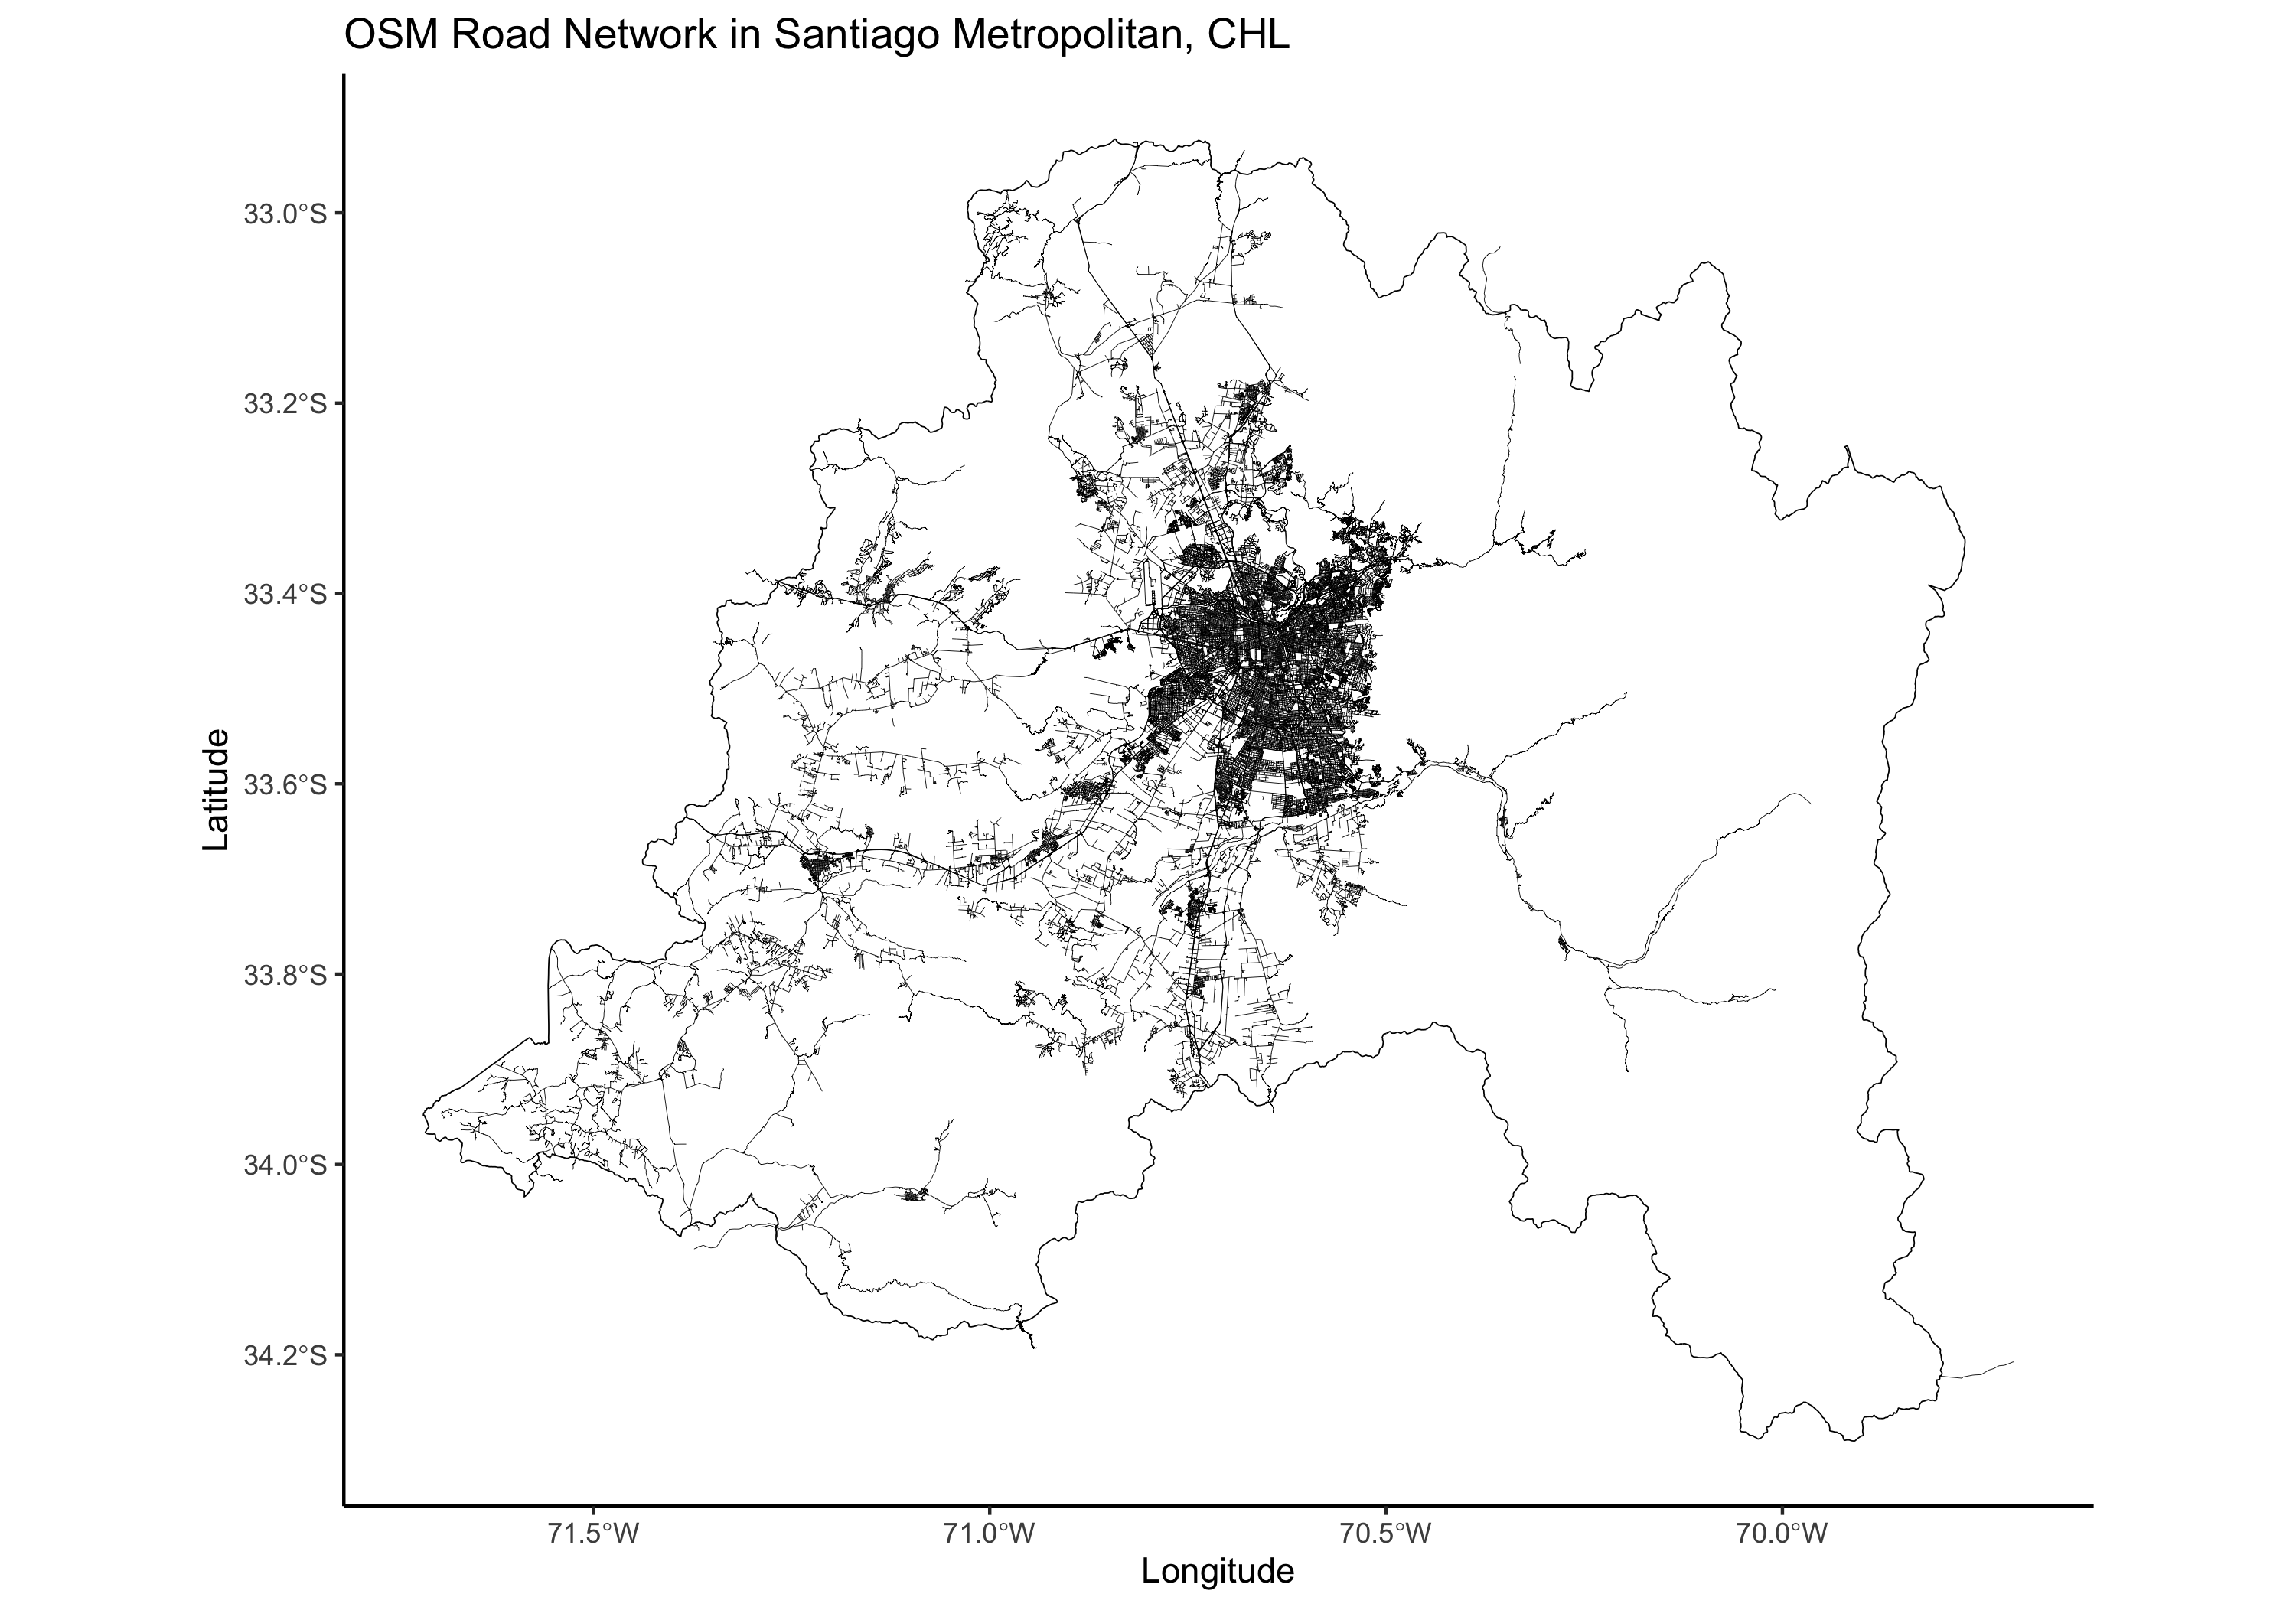 OSM Road Network in Santiago Metropolitan, CHL
33.0°S
33.2°S
33.4°S
33.6°S
33.8°S
34.0°S
34.2°S
Latitude
71.5°W
71.0°W
70.5°W
70.0°W
Longitude